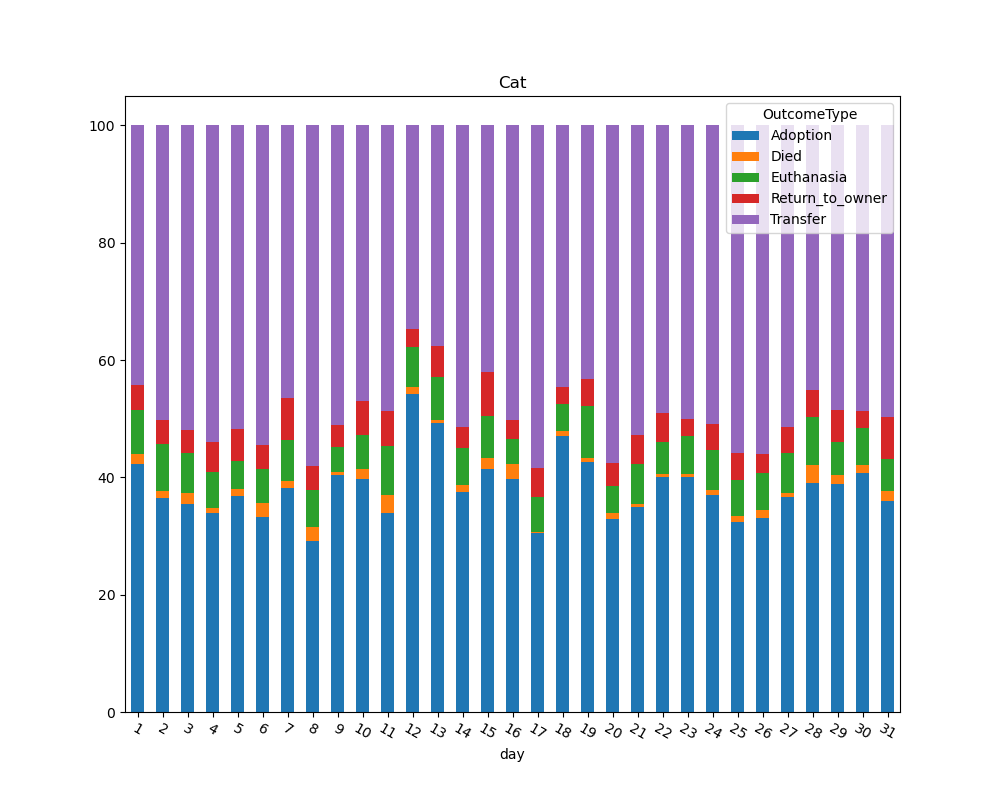 Cat
OutcomeType
Adoption
Died
Euthanasia
Return_to_owner
Transfer
100
80
60
40
20
0
1 2 3 4 5 6 7 8 9 10 11 12 13 14 15 16 17 18 19 20 21 22 23 24 25 26 27 28 29 30 31
day